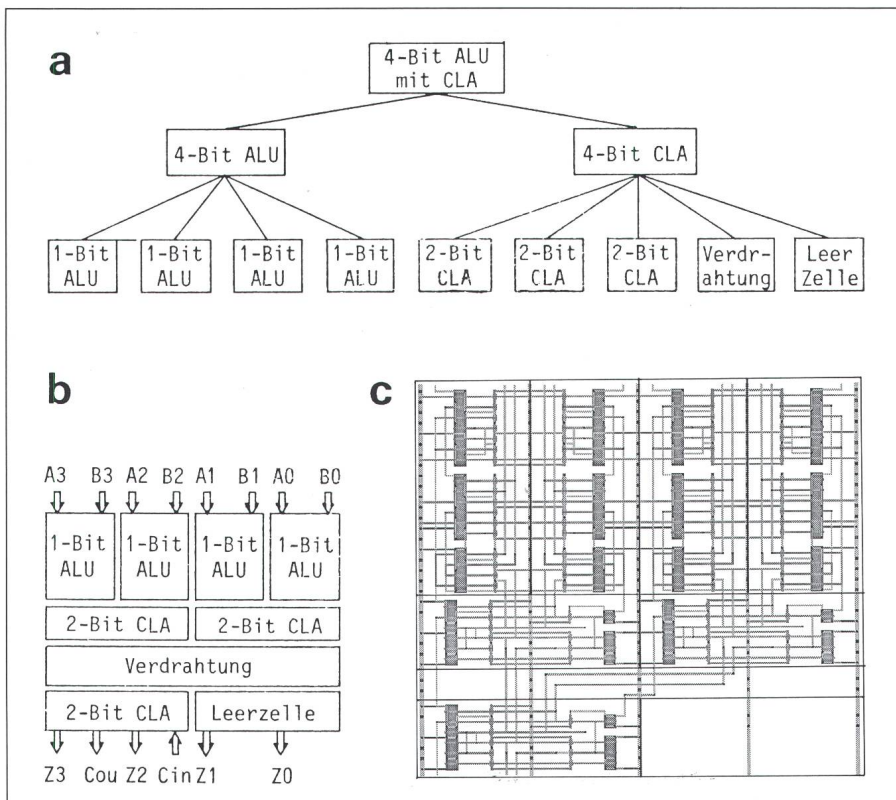 a
4-Bit ALU
mit CLA
4-Bit ALU
4-Bit CLA
1-Bit
ALU
1-Bit
ALU
1-Bit
ALU
1-Bit
ALU
2-Bit
CLA
2-Bit
CLA
2-Bit
CLA
Verdr-
ahtung
Leer
Zelle
b
A3 B3 A2 B2 A1 B1 A0 B0
1-Bit
ALU
1-Bit
ALU
1-Bit
ALU
1-Bit
ALU
2-Bit CLA
2-Bit CLA
Verdrahtung
2-Bit CLA
Leerzelle
Z3 Cou Z2 Cin Z1 Z0
c